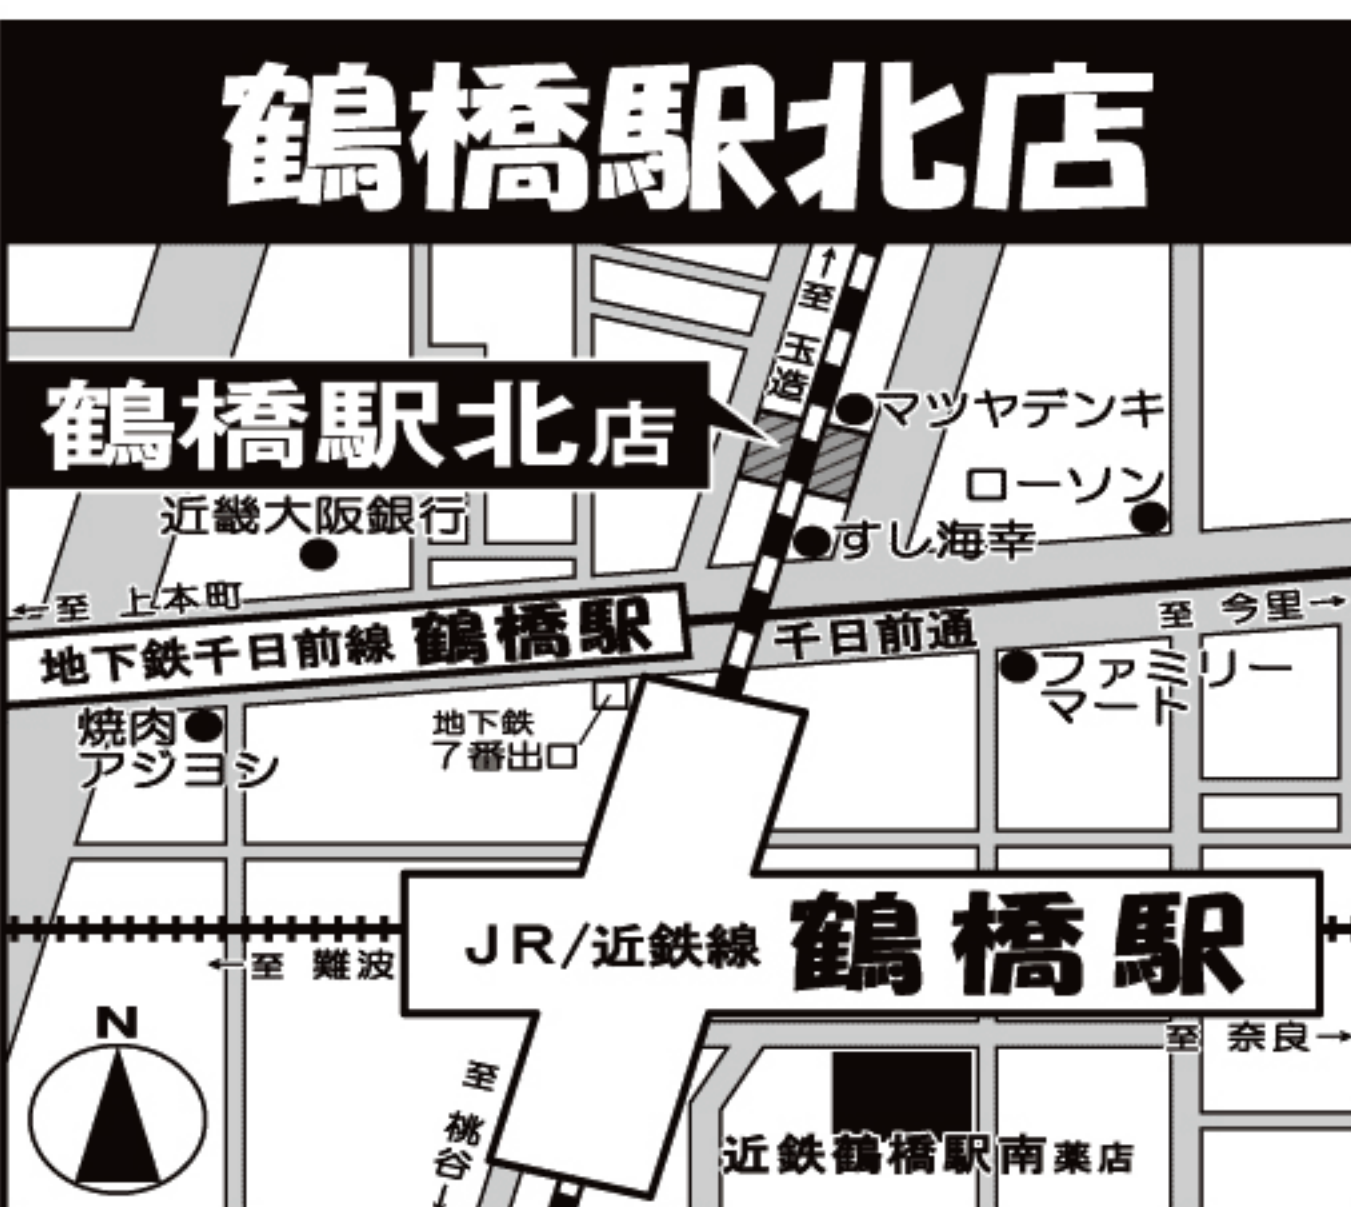 鶴橋駅北店
↑至 玉造
マツヤデンキ
鶴橋駅北店
ローソン
近畿大阪銀行
すし海幸
←至 上本町
至 今里→
地下鉄千日前線 鶴橋駅
千日前通
ファミリー
マート
焼肉
アジヨシ
地下鉄
7番出口
JR/近鉄線 鶴橋駅
←至 難波
N
至 奈良→
至 桃谷↓
近鉄鶴橋駅南薬店